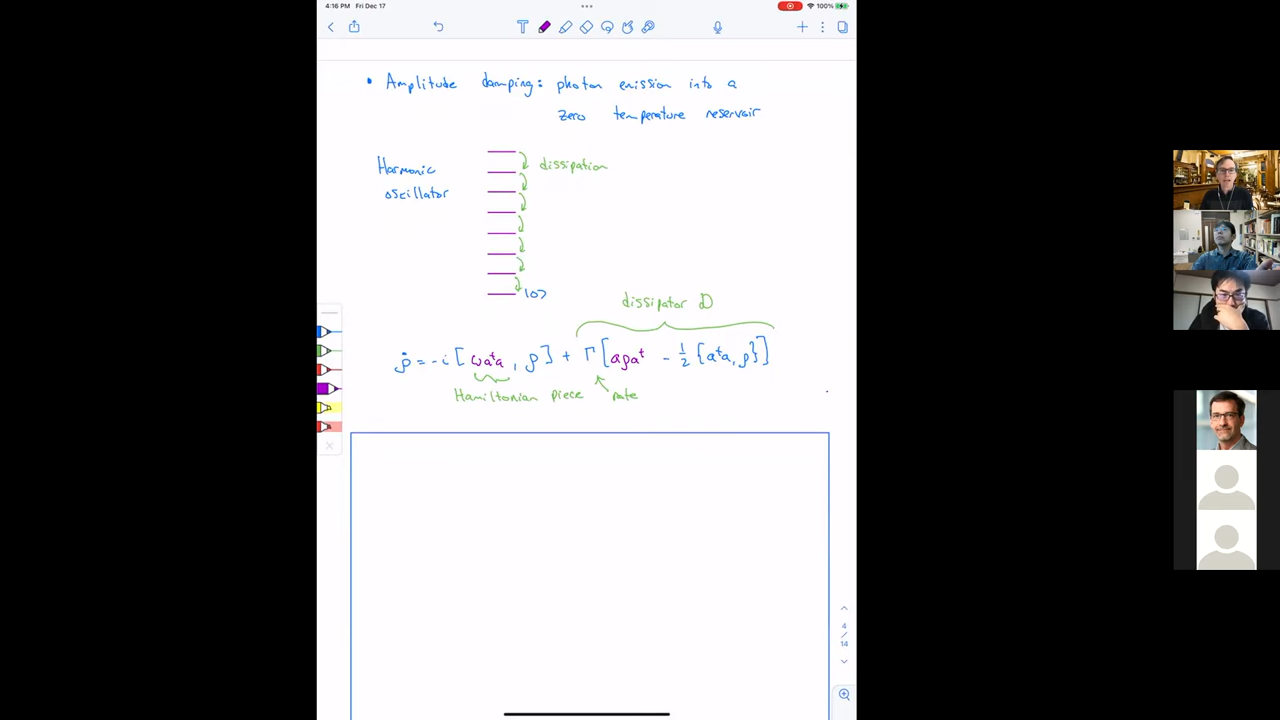 4:16 PM Fri Dec 17
100%
• Amplitude damping: photon emission into a
zero temperature reservoir
Harmonic
oscillator
dissipation
|0>
dissipator D
ρ̇ = -i [ωa†a, ρ] + Γ[aρa† - 1/2 {a†a, ρ}]
Hamiltonian piece
rate
4
/
14